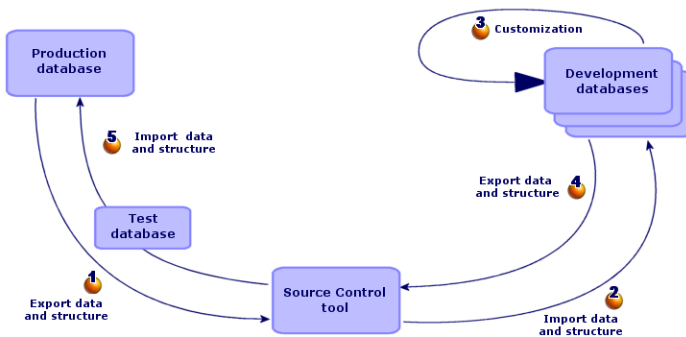 Production
database
3
Customization
Development
databases
5
Import data
and structure
Export data
and structure
4
Test
database
1
Export data
and structure
Source Control
tool
2
Import data
and structure